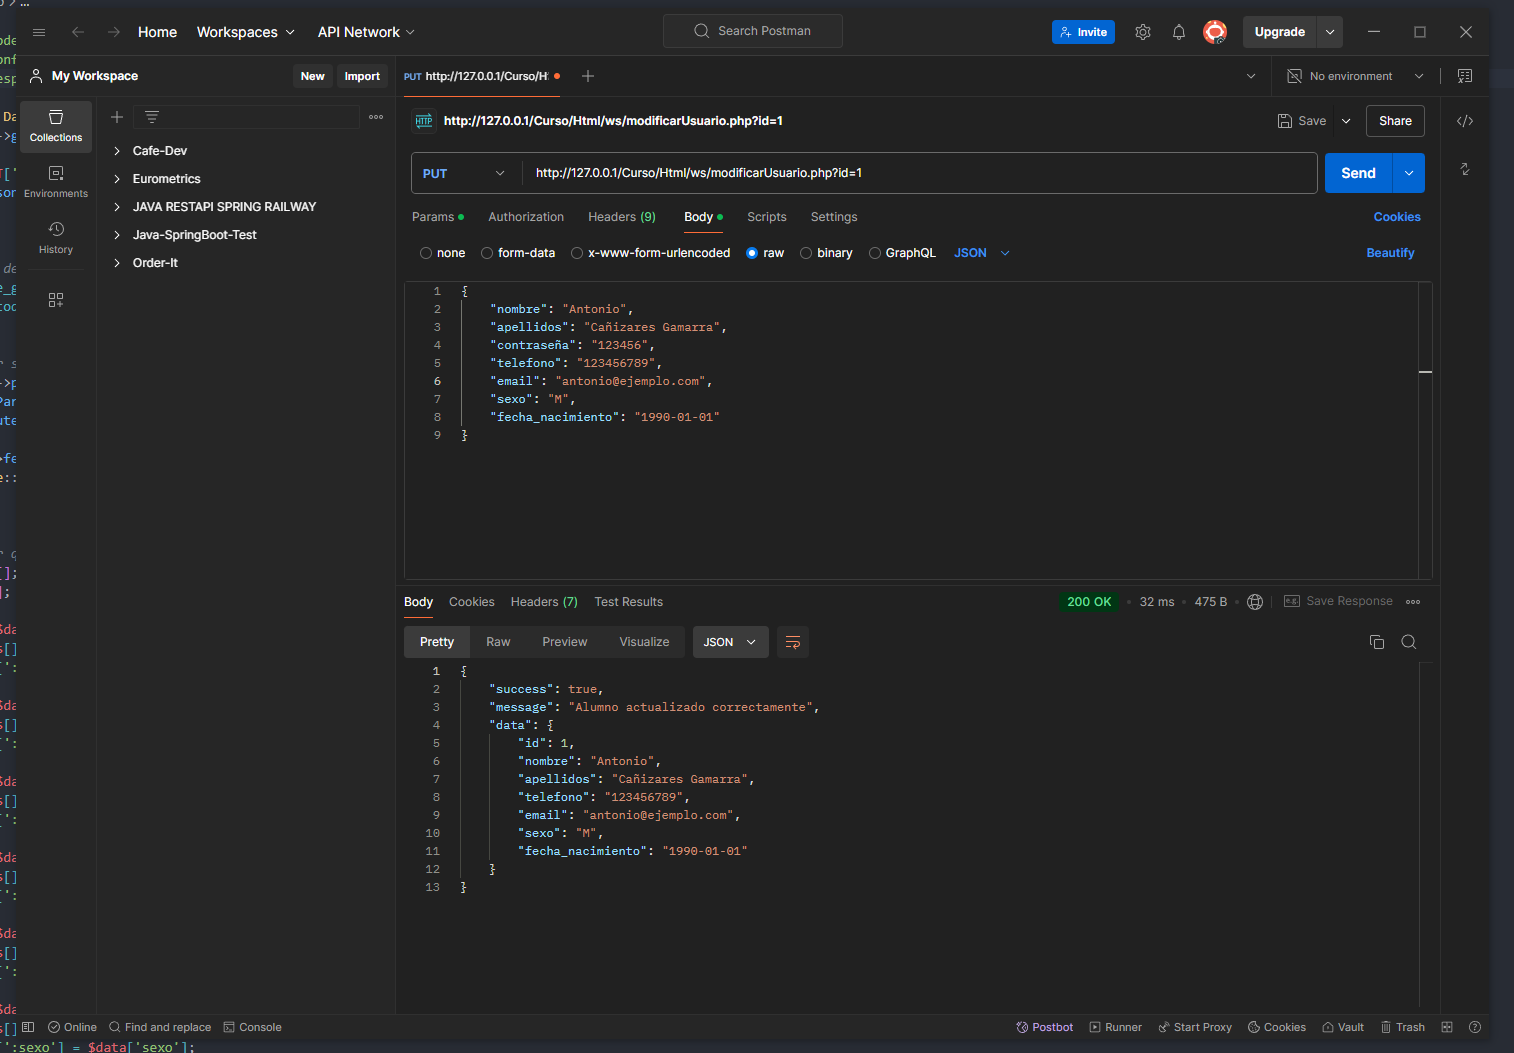 Home Workspaces API Network Search Postman Invite Upgrade
My Workspace New Import PUT http://127.0.0.1/Curso/H No environment
Collections
Environments
History
Cafe-Dev
Eurometrics
JAVA RESTAPI SPRING RAILWAY
Java-SpringBoot-Test
Order-It
HTTP http://127.0.0.1/Curso/Html/ws/modificarUsuario.php?id=1 Save Share
PUT http://127.0.0.1/Curso/Html/ws/modificarUsuario.php?id=1 Send
Params Authorization Headers (9) Body Scripts Settings Cookies
none form-data x-www-form-urlencoded raw binary GraphQL JSON Beautify
1 {
2 "nombre": "Antonio",
3 "apellidos": "Cañizares Gamarra",
4 "contraseña": "123456",
5 "telefono": "123456789",
6 "email": "antonio@ejemplo.com",
7 "sexo": "M",
8 "fecha_nacimiento": "1990-01-01"
9 }
Body Cookies Headers (7) Test Results 200 OK 32 ms 475 B e.g. Save Response
Pretty Raw Preview Visualize JSON
1 {
2 "success": true,
3 "message": "Alumno actualizado correctamente",
4 "data": {
5 "id": 1,
6 "nombre": "Antonio",
7 "apellidos": "Cañizares Gamarra",
8 "telefono": "123456789",
9 "email": "antonio@ejemplo.com",
10 "sexo": "M",
11 "fecha_nacimiento": "1990-01-01"
12 }
13 }
Online Find and replace Console Postbot Runner Start Proxy Cookies Vault Trash
[':sexo'] = $data['sexo'];